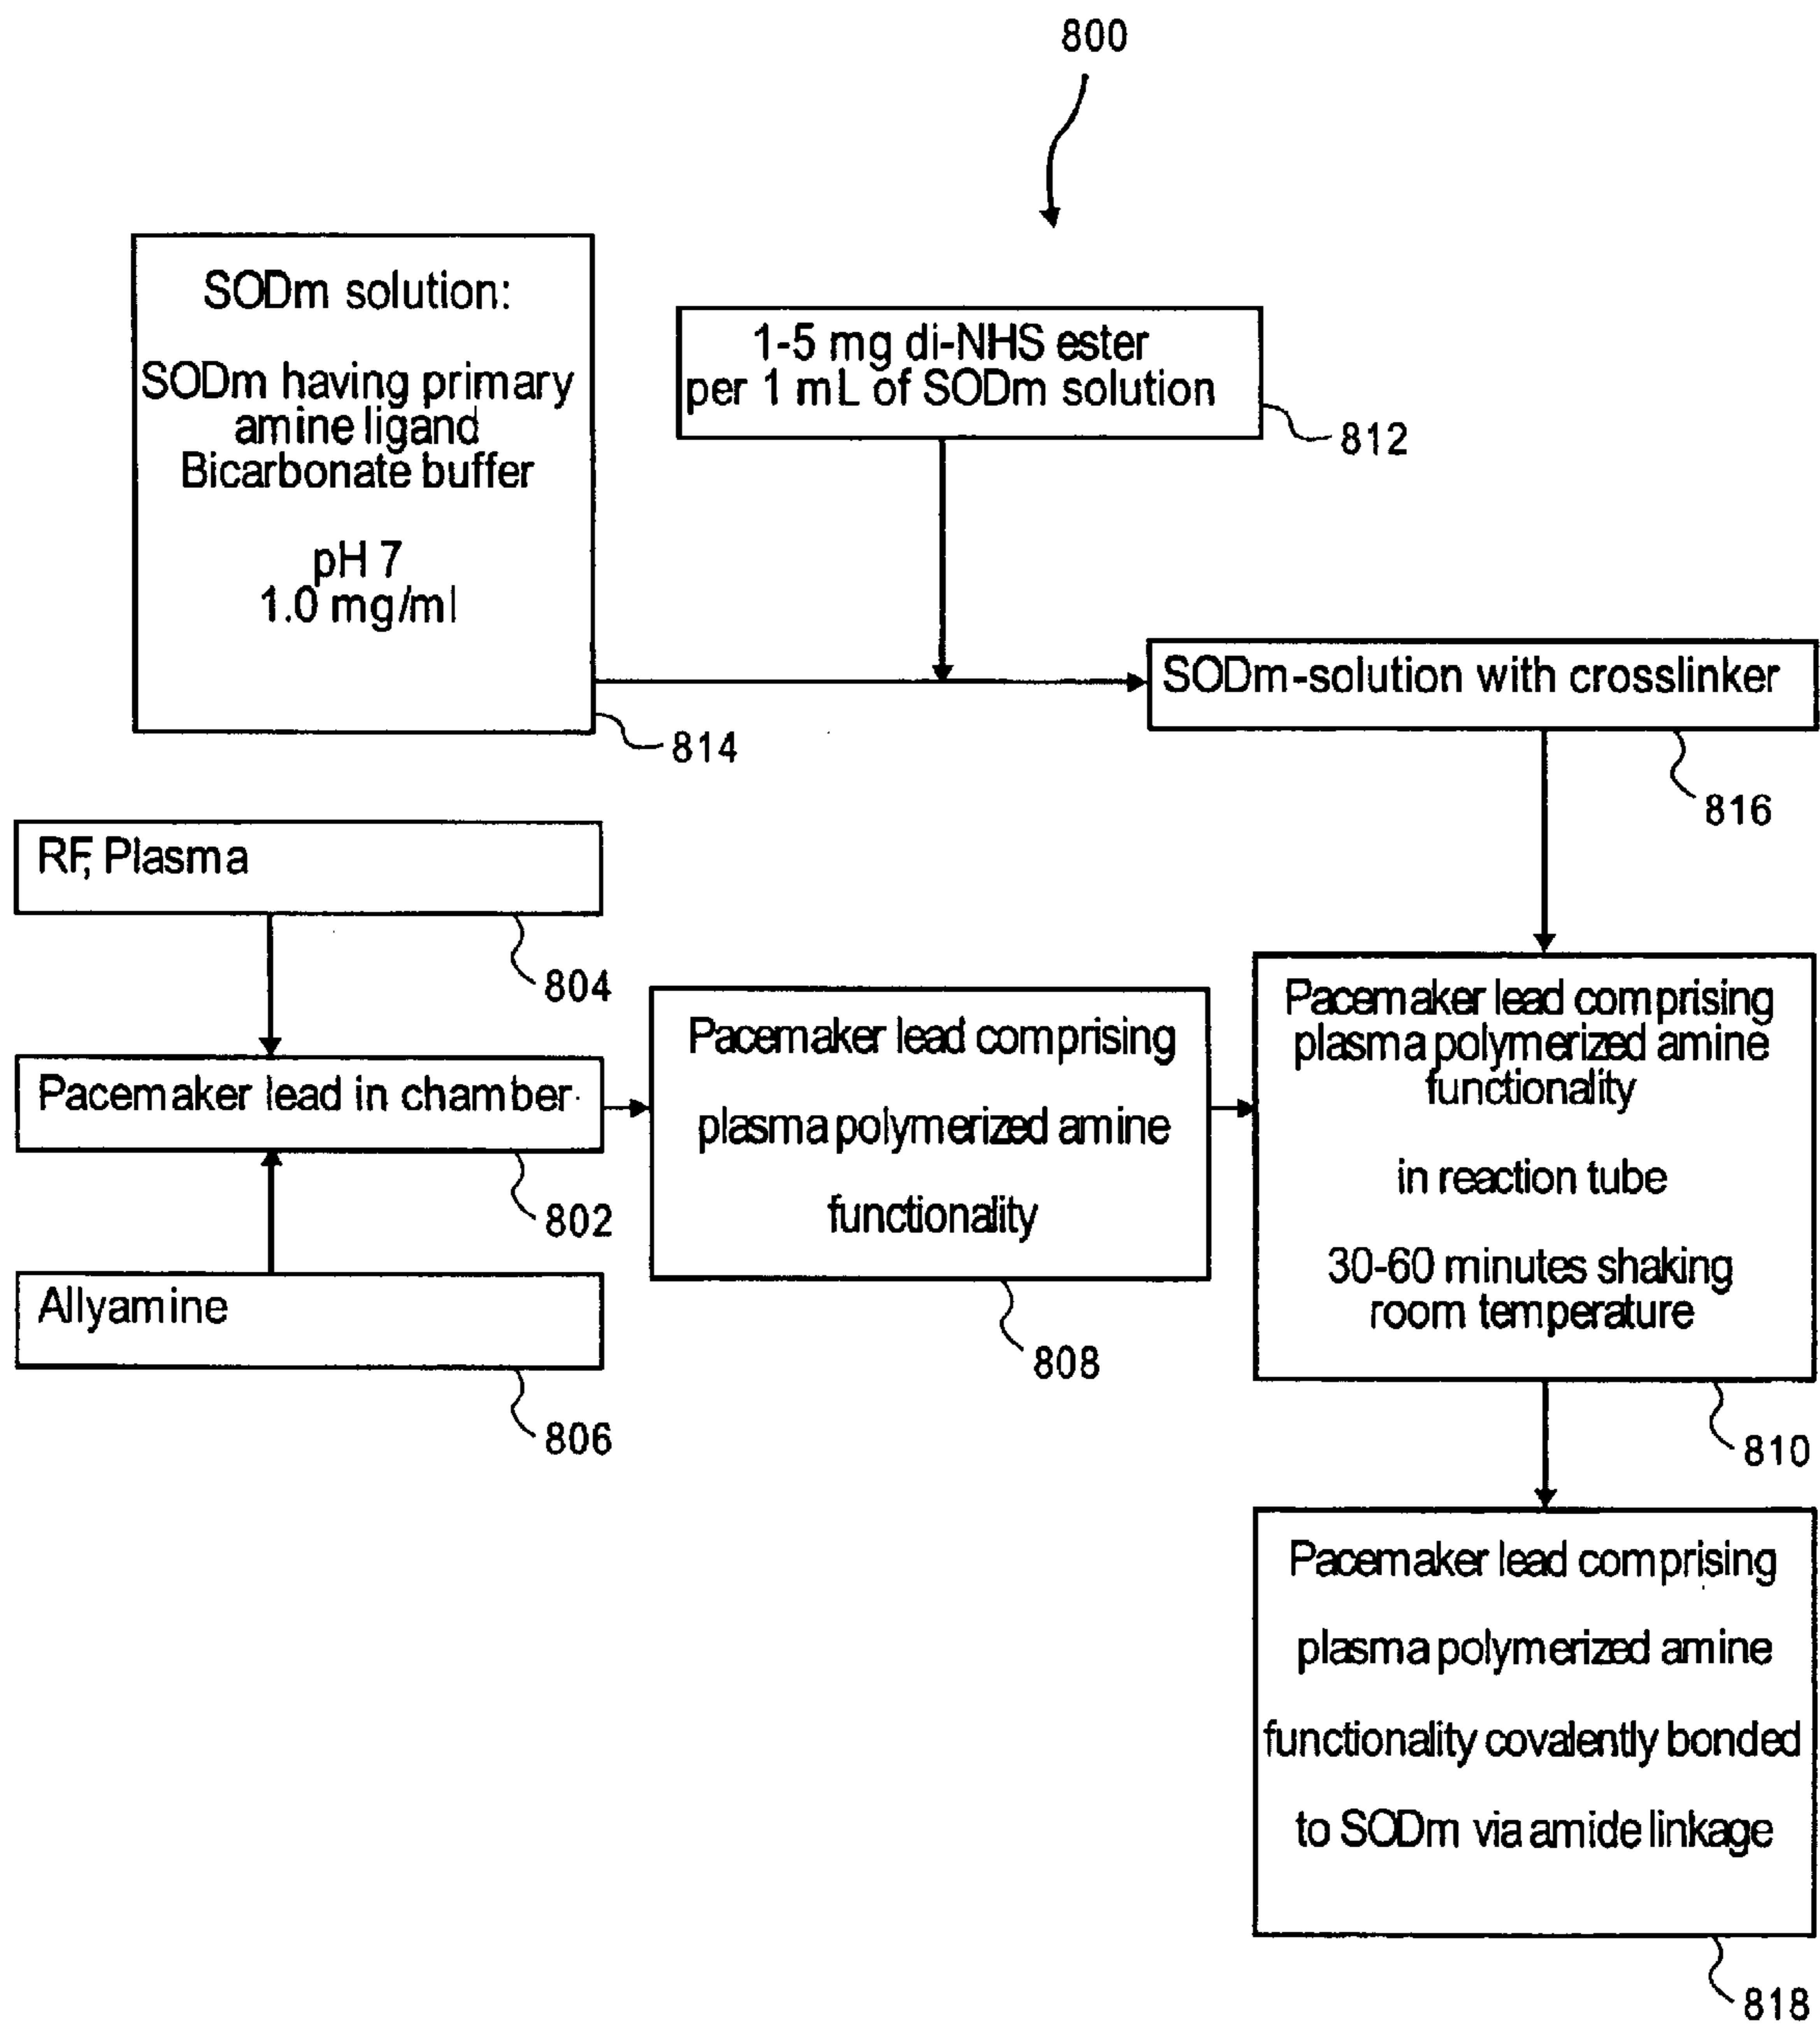 800
SODm solution:
SODm having primary
amine ligand
Bicarbonate buffer
pH 7
1.0 mg/ml
814
1-5 mg di-NHS ester
per 1 mL of SODm solution
812
SODm-solution with crosslinker
816
RF, Plasma
804
Pacemaker lead in chamber
802
Allyamine
806
Pacemaker lead comprising
plasma polymerized amine
functionality
808
Pacemaker lead comprising
plasma polymerized amine
functionality
in reaction tube
30-60 minutes shaking
room temperature
810
Pacemaker lead comprising
plasma polymerized amine
functionality covalently bonded
to SODm via amide linkage
818